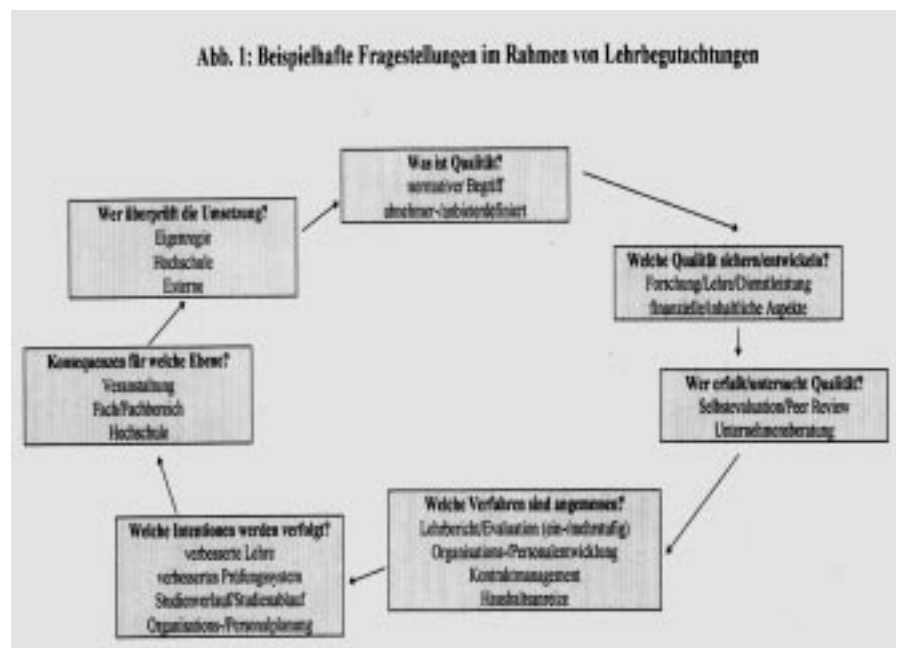 Abb. 1: Beispielhafte Fragestellungen im Rahmen von Lehrbegutachtungen
Was ist Qualität?
normativer Begriff
abnehmer-/anbieterdefiniert
Welche Qualität sichern/entwickeln?
Forschung/Lehre/Dienstleistung
finanzielle/inhaltliche Aspekte
Wer erfaßt/untersucht Qualität?
Selbstevaluation/Peer Review
Unternehmensberatung
Welche Verfahren sind angemessen?
Lehrbericht/Evaluation (ein-/mehrstufig)
Organisations-/Personalentwicklung
Kontraktmanagement
Haushaltsanreize
Welche Intentionen werden verfolgt?
verbesserte Lehre
verbessertes Prüfungssystem
Studienverlauf/Studienablauf
Organisations-/Personalplanung
Konsequenzen für welche Ebene?
Veranstaltung
Fach/Fachbereich
Hochschule
Wer überprüft die Umsetzung?
Eigenregie
Hochschule
Externe